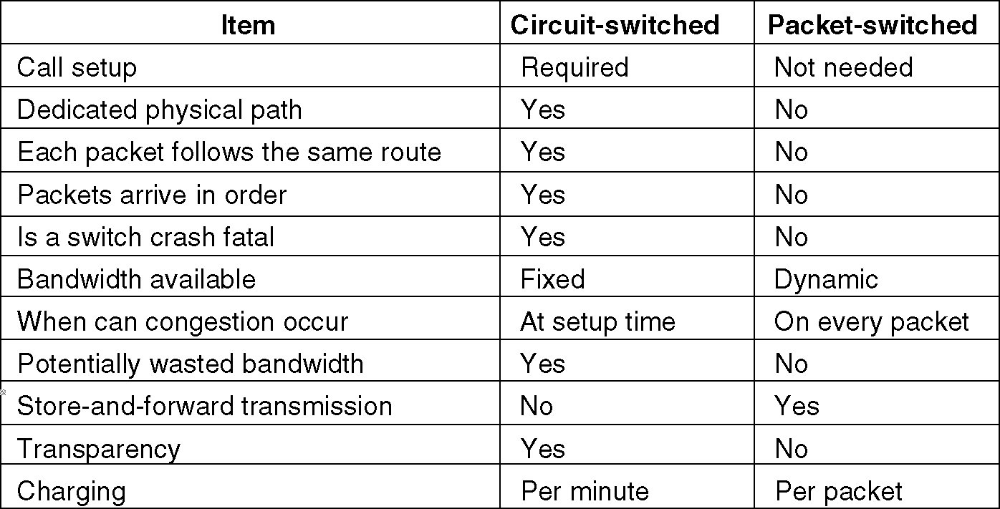 Item Circuit-switched Packet-switched
Call setup Required Not needed
Dedicated physical path Yes No
Each packet follows the same route Yes No
Packets arrive in order Yes No
Is a switch crash fatal Yes No
Bandwidth available Fixed Dynamic
When can congestion occur At setup time On every packet
Potentially wasted bandwidth Yes No
Store-and-forward transmission No Yes
Transparency Yes No
Charging Per minute Per packet